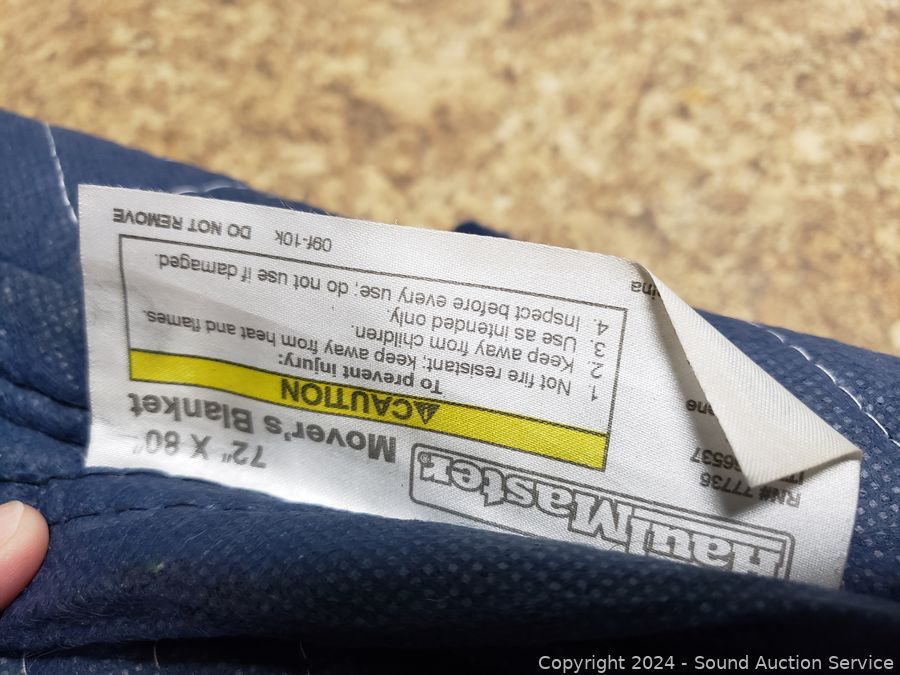 HaulMaster®
72" X 80"
Mover's Blanket
⚠CAUTION
To prevent injury:
1. Not fire resistant; keep away from heat and flames.
2. Keep away from children.
3. Use as intended only.
4. Inspect before every use; do not use if damaged.
09f-10k DO NOT REMOVE
RN# 77736
Copyright 2024 - Sound Auction Service